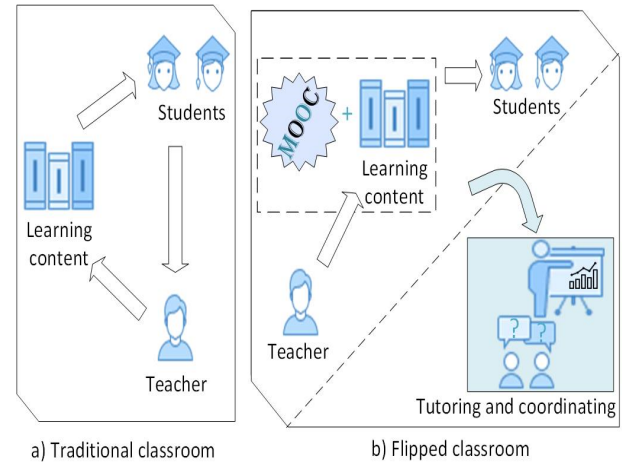 Students
Learning
content
Teacher
a) Traditional classroom
MOOC
+
Learning
content
Students
Teacher
? ?
Tutoring and coordinating
b) Flipped classroom